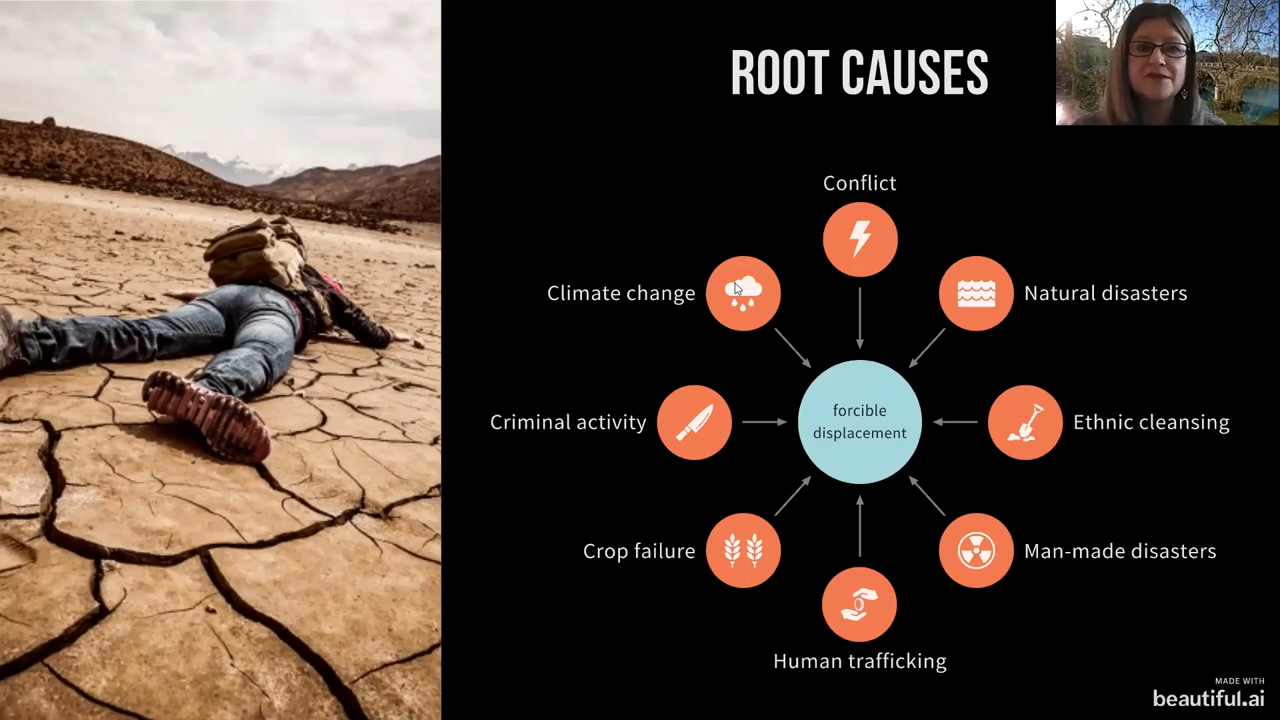 ROOT CAUSES
Conflict
Climate change
Natural disasters
Criminal activity
forcible
displacement
Ethnic cleansing
Crop failure
Man-made disasters
Human trafficking
MADE WITH
beautiful.ai